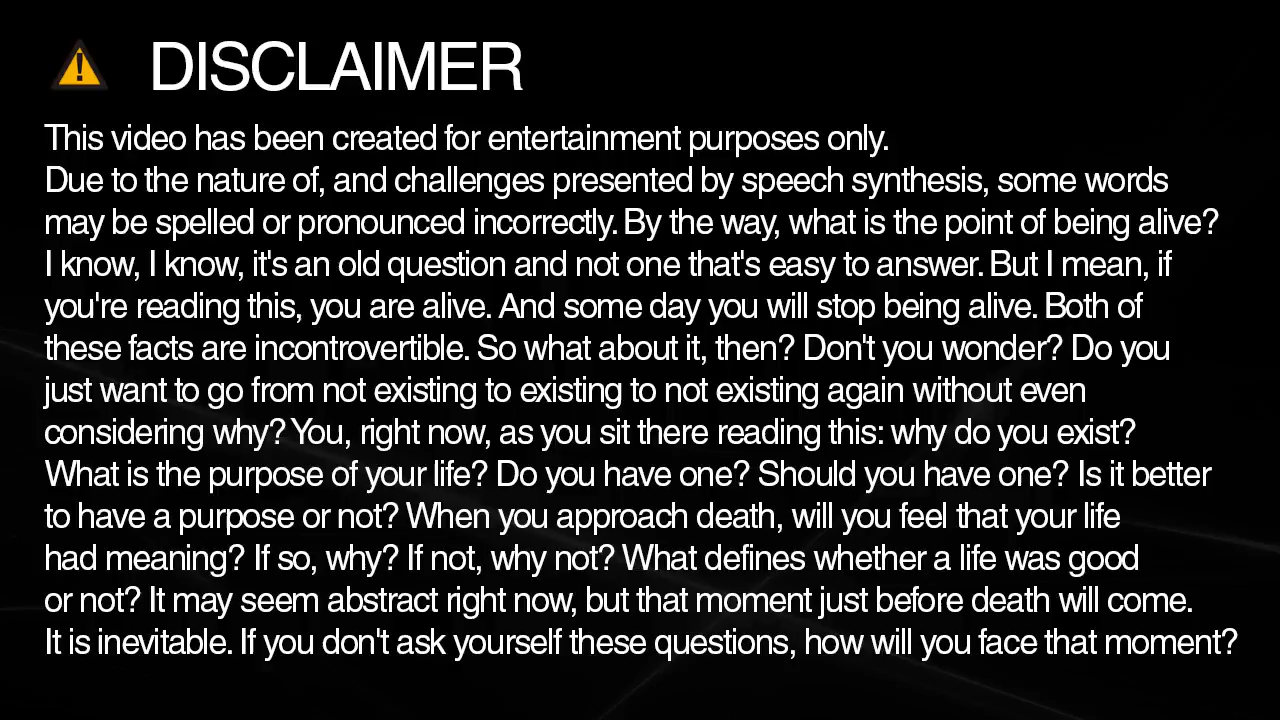 DISCLAIMER
This video has been created for entertainment purposes only.
Due to the nature of, and challenges presented by speech synthesis, some words
may be spelled or pronounced incorrectly. By the way, what is the point of being alive?
I know, I know, it's an old question and not one that's easy to answer. But I mean, if
you're reading this, you are alive. And some day you will stop being alive. Both of
these facts are incontrovertible. So what about it, then? Don't you wonder? Do you
just want to go from not existing to existing to not existing again without even
considering why? You, right now, as you sit there reading this: why do you exist?
What is the purpose of your life? Do you have one? Should you have one? Is it better
to have a purpose or not? When you approach death, will you feel that your life
had meaning? If so, why? If not, why not? What defines whether a life was good
or not? It may seem abstract right now, but that moment just before death will come.
It is inevitable. If you don't ask yourself these questions, how will you face that moment?